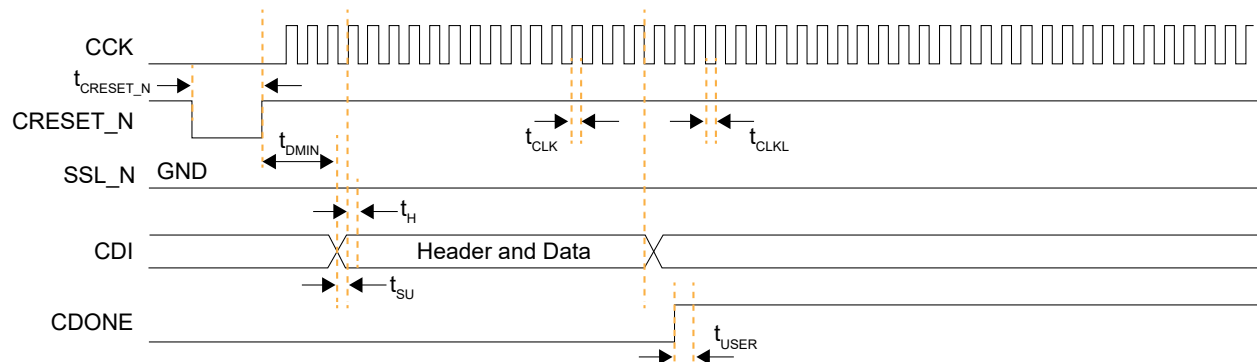 CCK
tCRESET_N
CRESET_N
tDMIN
tCLK
tCLKL
SSL_N GND
tH
CDI Header and Data
tSU
CDONE
tUSER